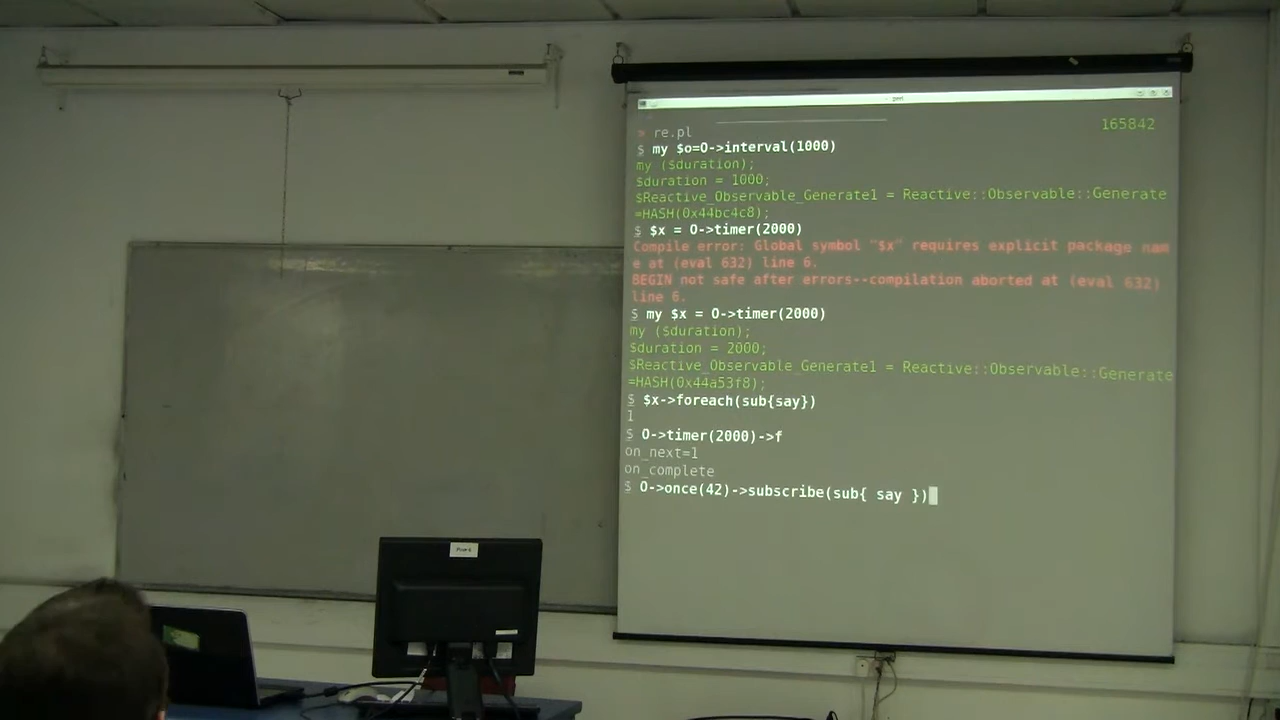 perl
165842
> re.pl
$ my $o=O->interval(1000)
my ($duration);
$duration = 1000;
$Reactive_Observable_Generate1 = Reactive::Observable::Generate
=HASH(0x44bc4c8);
$ $x = O->timer(2000)
Compile error: Global symbol "$x" requires explicit package nam
e at (eval 632) line 6.
BEGIN not safe after errors--compilation aborted at (eval 632)
line 6.
$ my $x = O->timer(2000)
my ($duration);
$duration = 2000;
$Reactive_Observable_Generate1 = Reactive::Observable::Generate
=HASH(0x44a53f8);
$ $x->foreach(sub{say})
1
$ O->timer(2000)->f
on_next=1
on_complete
$ O->once(42)->subscribe(sub{ say })